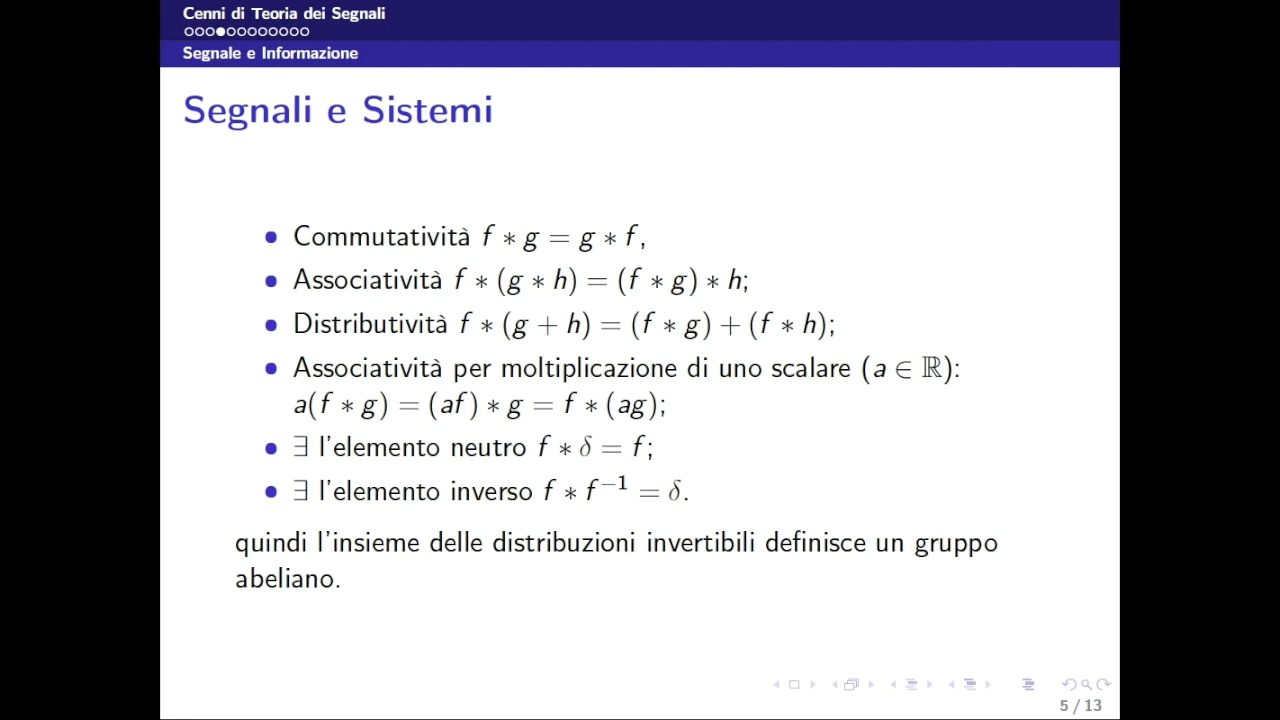 Cenni di Teoria dei Segnali
Segnale e Informazione
Segnali e Sistemi
• Commutatività f ∗ g = g ∗ f,
• Associatività f ∗ (g ∗ h) = (f ∗ g) ∗ h;
• Distributività f ∗ (g + h) = (f ∗ g) + (f ∗ h);
• Associatività per moltiplicazione di uno scalare (a ∈ ℝ):
a(f ∗ g) = (af) ∗ g = f ∗ (ag);
• ∃ l'elemento neutro f ∗ δ = f;
• ∃ l'elemento inverso f ∗ f⁻¹ = δ.
quindi l'insieme delle distribuzioni invertibili definisce un gruppo
abeliano.
5 / 13